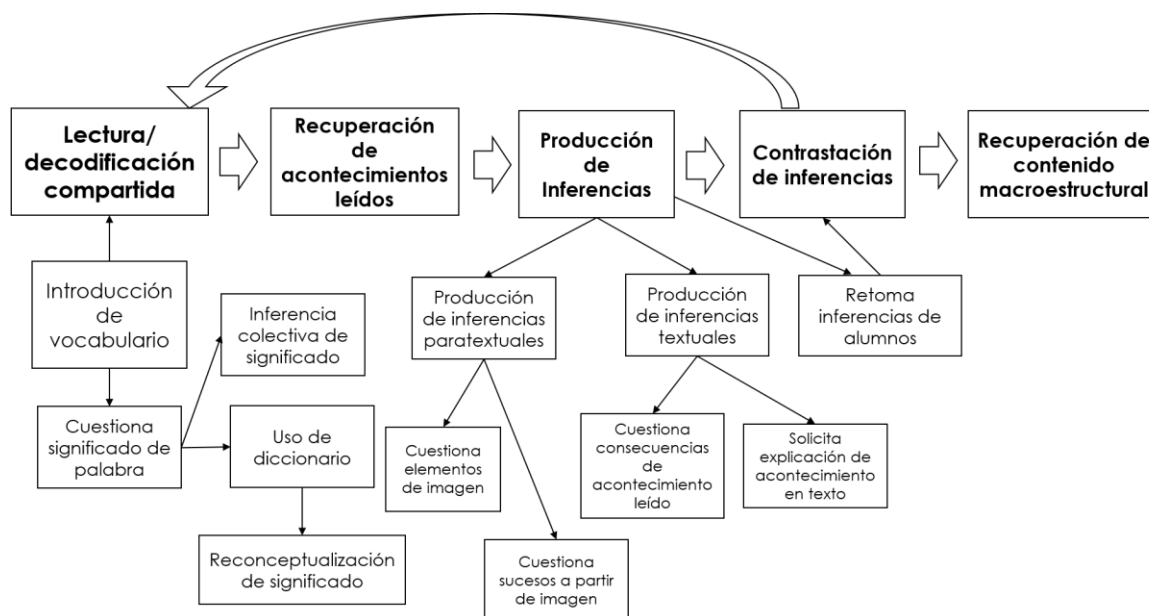 Lectura/
decodificación
compartida
Recuperación
de
acontecimientos
leídos
Producción
de
Inferencias
Contrastación
de inferencias
Recuperación de
contenido
macroestructural
Introducción
de
vocabulario
Inferencia
colectiva de
significado
Producción
de inferencias
paratextuales
Producción
de inferencias
textuales
Retoma
inferencias de
alumnos
Cuestiona
significado de
palabra
Uso de
diccionario
Cuestiona
elementos
de imagen
Cuestiona
consecuencias
de
acontecimiento
leído
Solicita
explicación de
acontecimiento
en texto
Reconceptualización
de significado
Cuestiona
sucesos a partir
de imagen